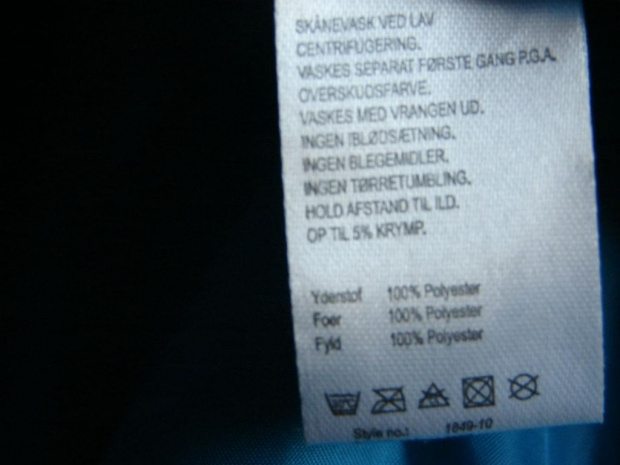 SKÅNEVASK VED LAV
CENTRIFUGERING.
VASKES SEPARAT FØRSTE GANG P.G.A.
OVERSKUDSFARVE.
VASKES MED VRANGEN UD.
INGEN IBLØDSÆTNING.
INGEN BLEGEMIDLER.
INGEN TØRRETUMBLING.
HOLD AFSTAND TIL ILD.
OP TIL 5% KRYMP.
Yderstof 100% Polyester
Foer 100% Polyester
Fyld 100% Polyester
Style no.: 1849-10